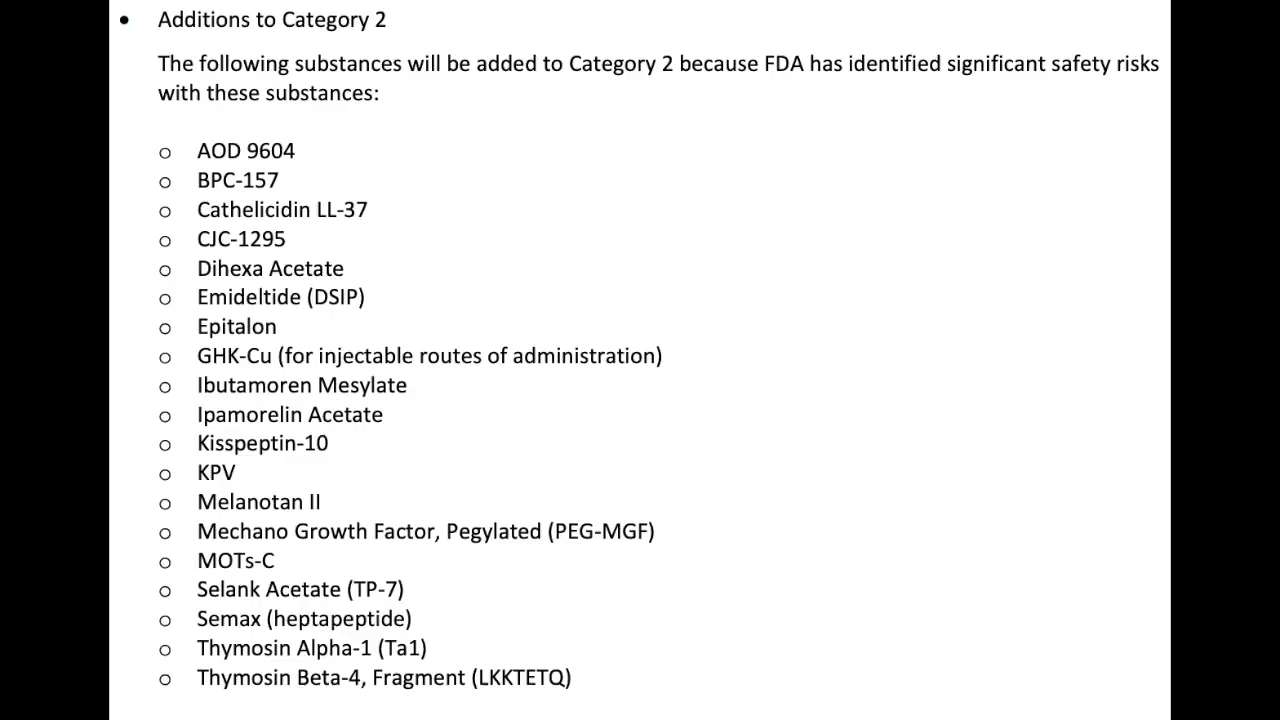 • Additions to Category 2
The following substances will be added to Category 2 because FDA has identified significant safety risks
with these substances:
o AOD 9604
o BPC-157
o Cathelicidin LL-37
o CJC-1295
o Dihexa Acetate
o Emideltide (DSIP)
o Epitalon
o GHK-Cu (for injectable routes of administration)
o Ibutamoren Mesylate
o Ipamorelin Acetate
o Kisspeptin-10
o KPV
o Melanotan II
o Mechano Growth Factor, Pegylated (PEG-MGF)
o MOTs-C
o Selank Acetate (TP-7)
o Semax (heptapeptide)
o Thymosin Alpha-1 (Ta1)
o Thymosin Beta-4, Fragment (LKKTETQ)